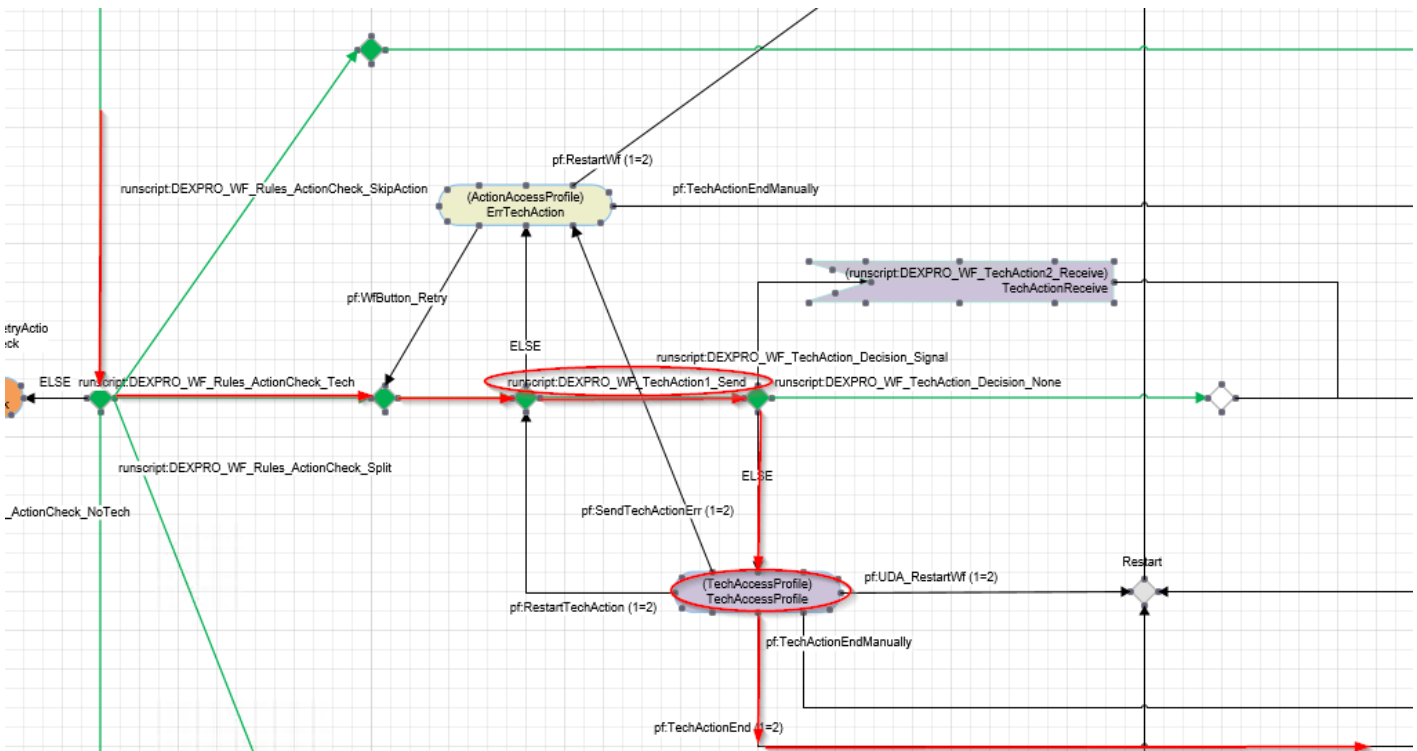 pf:RestartWf (1=2)
runscript:DEXPRO_WF_Rules_ActionCheck_SkipAction
pf:TechActionEndManually
(ActionAccessProfile)
ErrTechAction
(runscript:DEXPRO_WF_TechAction2_Receive)
TechActionReceive
pf:WfButton_Retry
etryActio
ck
ELSE
runscript:DEXPRO_WF_TechAction_Decision_Signal
ELSE
runscript:DEXPRO_WF_Rules_ActionCheck_Tech
runscript:DEXPRO_WF_TechAction1_Send
runscript:DEXPRO_WF_TechAction_Decision_None
k
runscript:DEXPRO_WF_Rules_ActionCheck_Split
ELSE
_ActionCheck_NoTech
pf:SendTechActionErr (1=2)
Restart
(TechAccessProfile)
TechAccessProfile
pf:UDA_RestartWf (1=2)
pf:RestartTechAction (1=2)
pf:TechActionEndManually
pf:TechActionEnd (1=2)